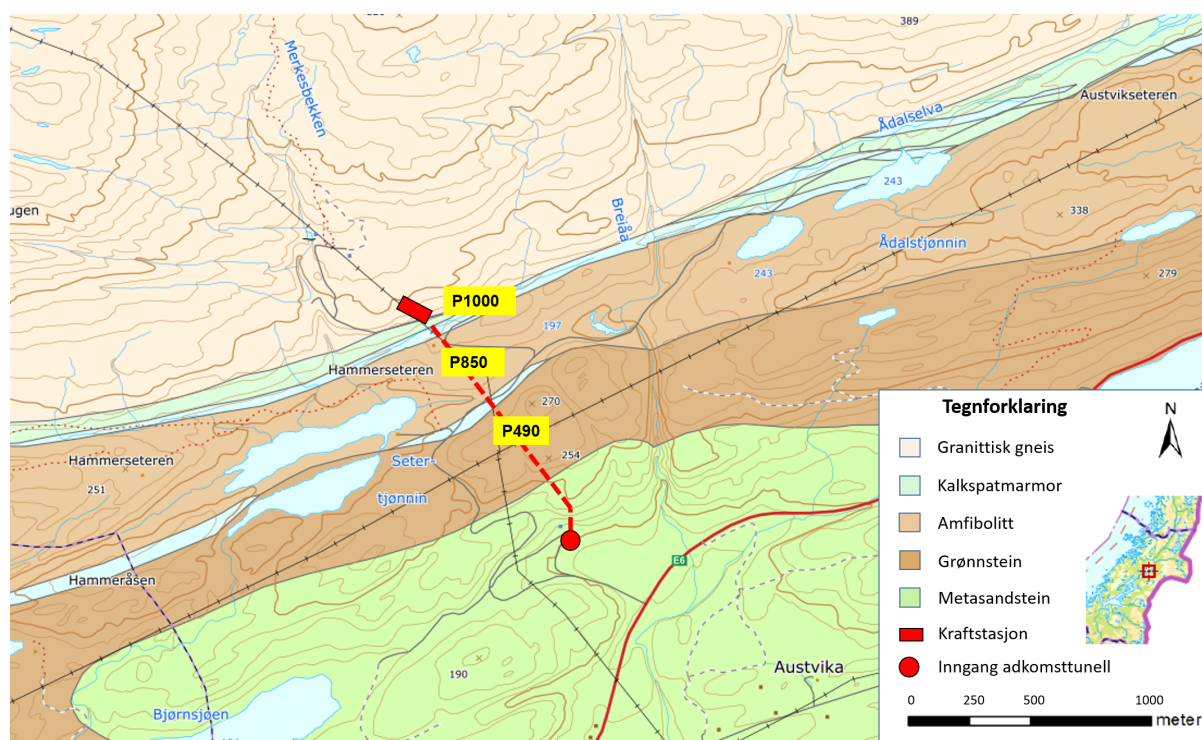 389
Merkesbekken
Ådalselva
Austvikseteren
243
ugen
Breiåa
338
Ådalstjønnin
243
279
P1000
197
P850
Hammerseteren
270
P490
254
Hammerseteren
Seter-
251
tjønnin
E6
Hammeråsen
190
Austvika
Bjørnsjøen
Tegnforklaring
N
Granittisk gneis
Kalkspatmarmor
Amfibolitt
Grønnstein
Metasandstein
Kraftstasjon
Inngang adkomsttunell
0 250 500 1000
meter